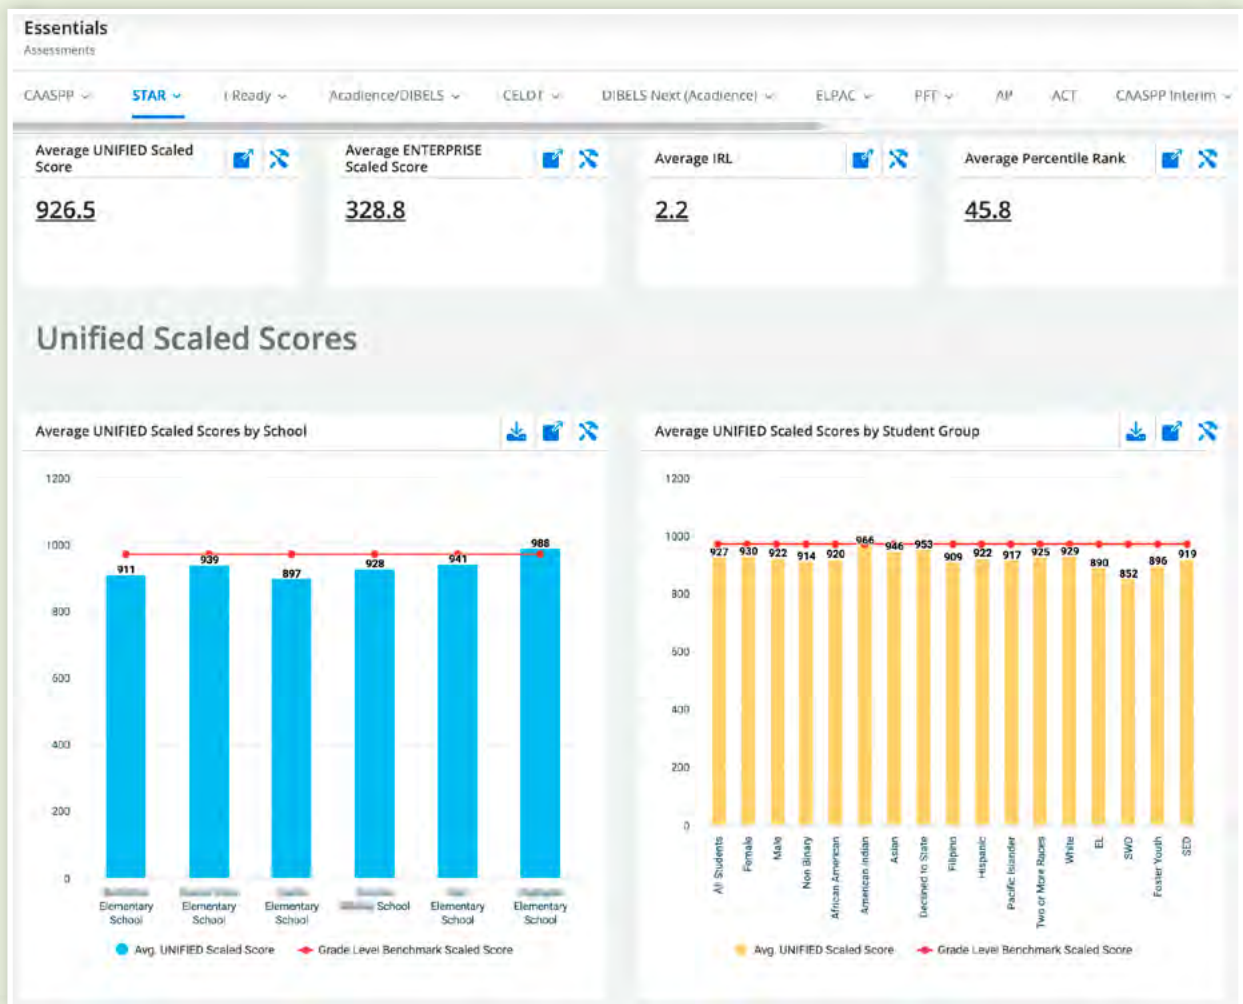 Essentials
Assessments
CAASPP STAR i-Ready Acadience/DIBELS CELDT DIBELS Next (Acadience) ELPAC PFT AP ACT CAASPP Interim
Average UNIFIED Scaled
Score
926.5
Average ENTERPRISE
Scaled Score
328.8
Average IRL
2.2
Average Percentile Rank
45.8
Unified Scaled Scores
Average UNIFIED Scaled Scores by School
1200
1000
800
600
400
200
0
911
939
897
928
941
988
Elementary
School
Elementary
School
Elementary
School
School
Elementary
School
Elementary
School
Avg. UNIFIED Scaled Score
Grade Level Benchmark Scaled Score
Average UNIFIED Scaled Scores by Student Group
1200
1000
800
600
400
200
0
927
930
922
914
920
966
946
953
909
922
917
925
929
890
852
896
919
All Students
Female
Male
Non Binary
African American
American Indian
Asian
Declined to State
Filipino
Hispanic
Pacific Islander
Two or More Races
White
EL
SWD
Foster Youth
SED
Avg. UNIFIED Scaled Score
Grade Level Benchmark Scaled Score